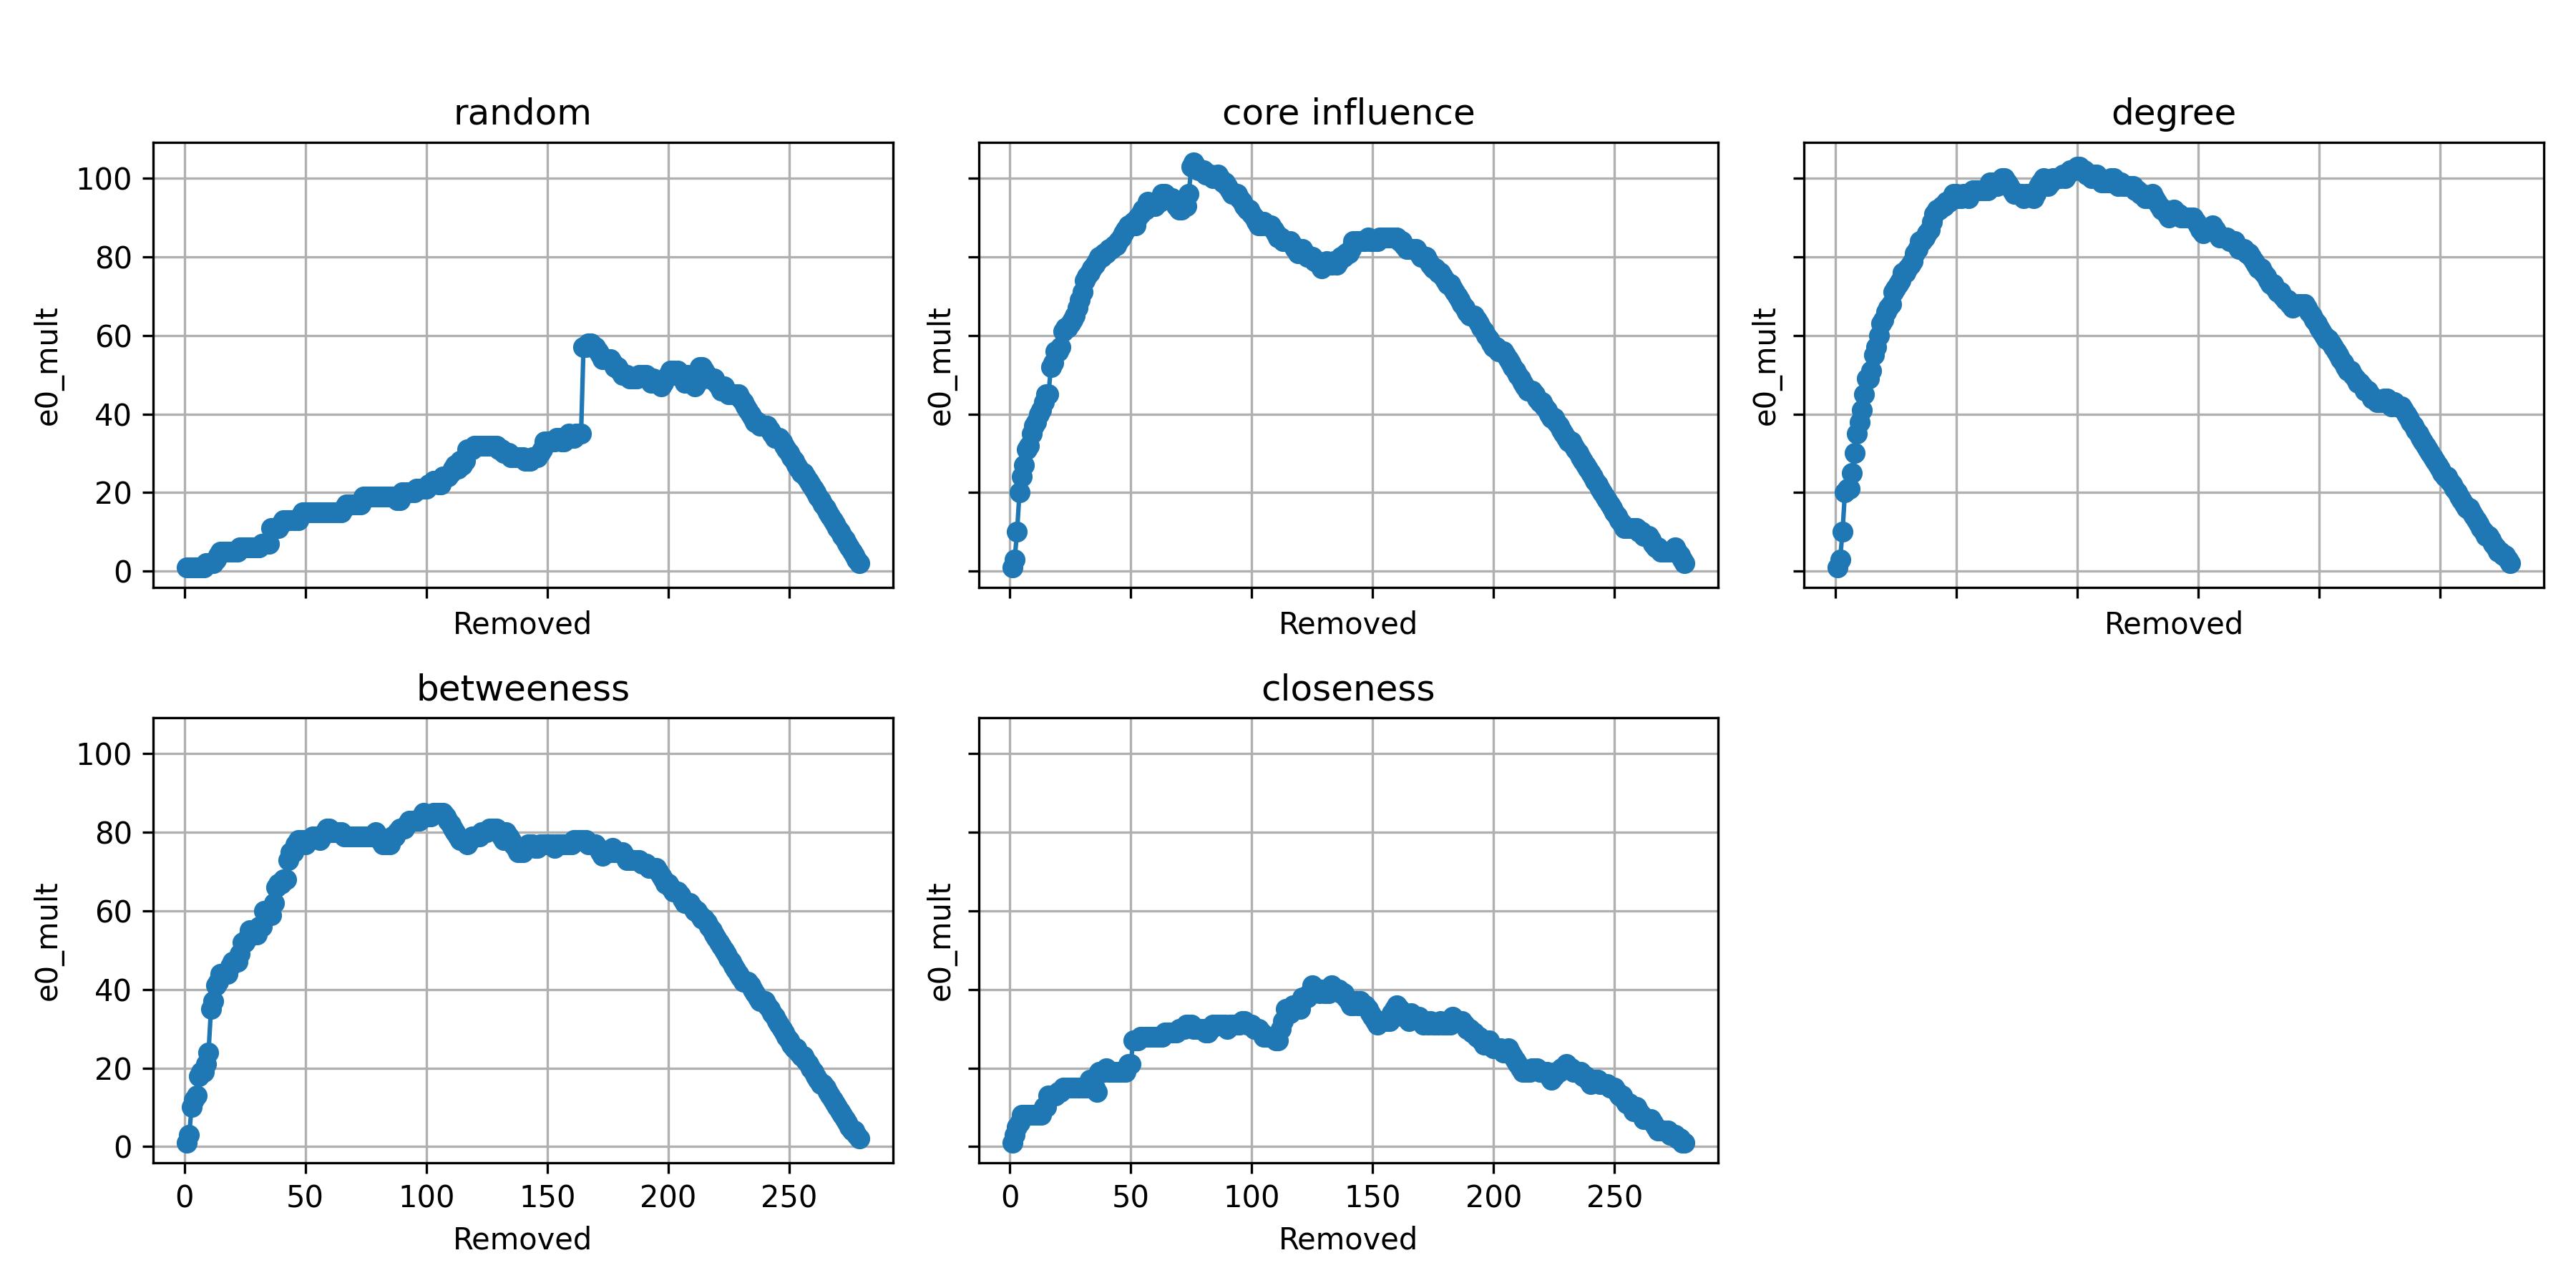 random
core influence
degree
100
80
60
40
20
0
e0_mult
e0_mult
e0_mult
Removed
Removed
Removed
betweeness
closeness
100
80
60
40
20
0
e0_mult
e0_mult
0 50 100 150 200 250
0 50 100 150 200 250
Removed
Removed